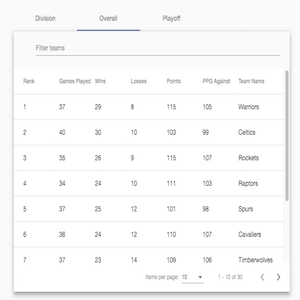 Division Overall Playoff
Filter teams
Rank Games Played Wins Losses Points PPG Against Team Name
1 37 29 8 115 105 Warriors
2 40 30 10 103 99 Celtics
3 35 26 9 115 107 Rockets
4 34 24 10 111 103 Raptors
5 37 25 12 101 98 Spurs
6 36 24 12 110 107 Cavaliers
7 37 23 14 109 106 Timberwolves
Items per page: 10 1 - 10 of 30